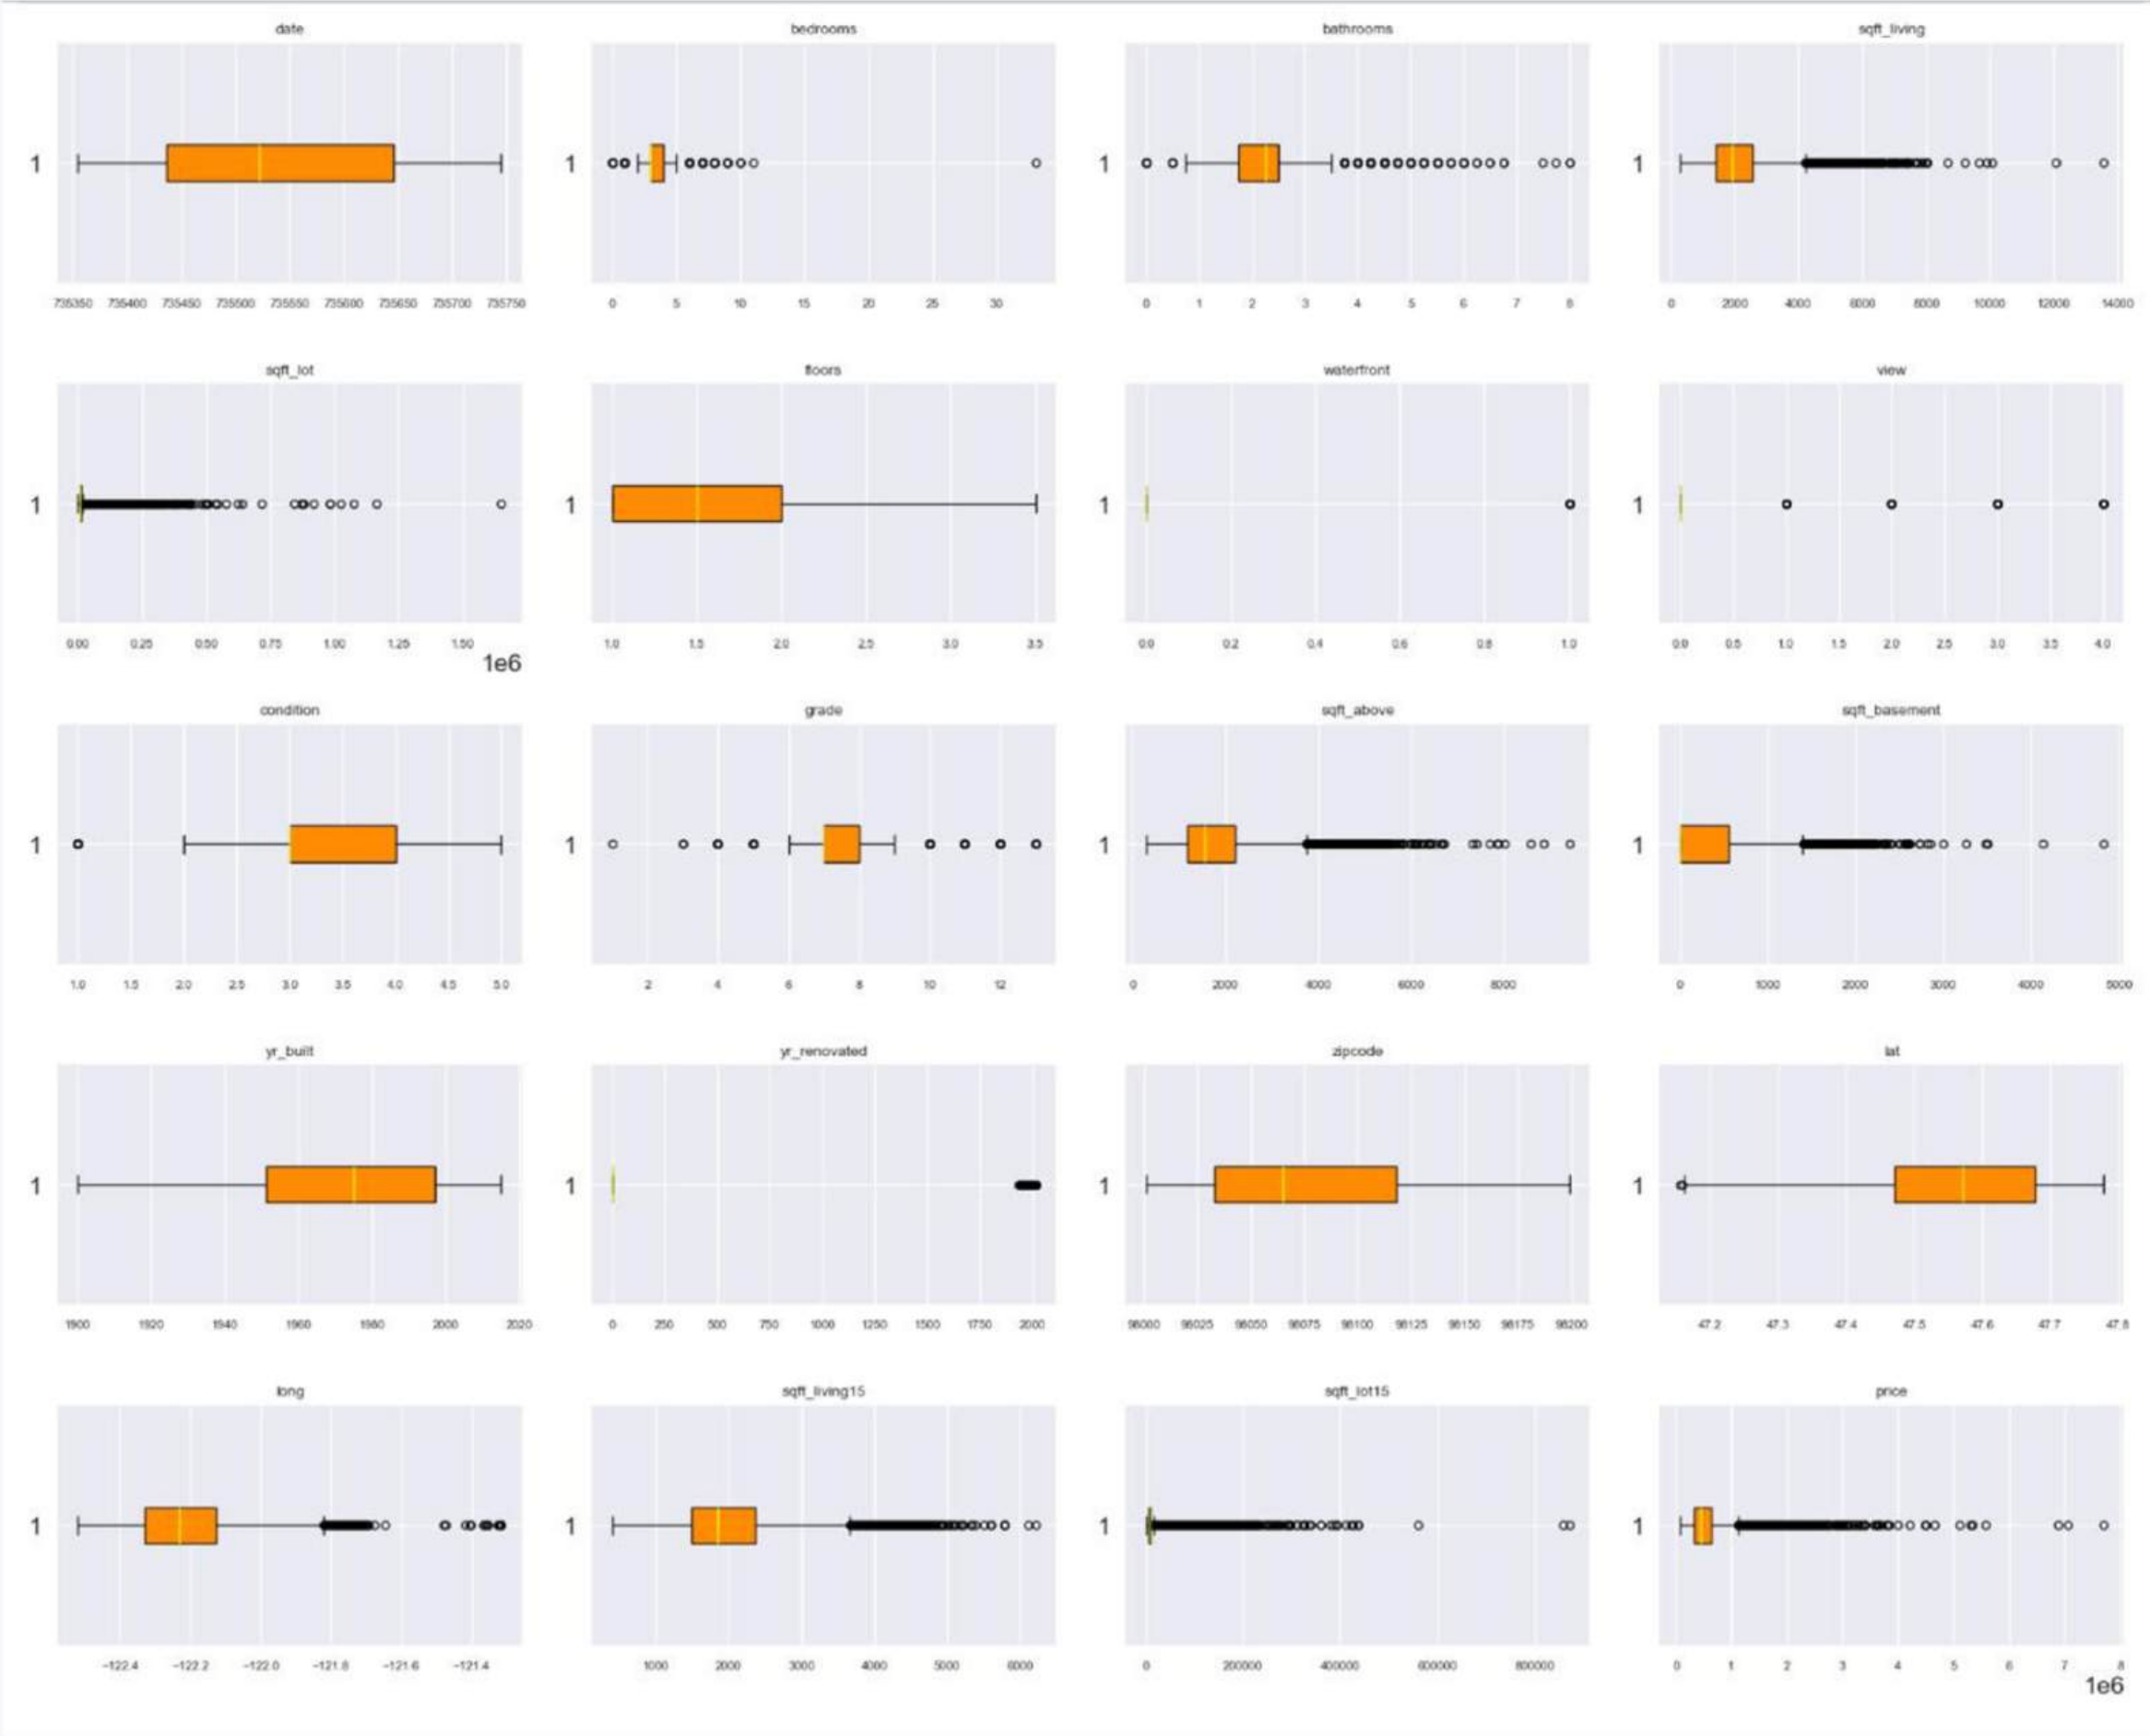 date bedrooms bathrooms sqft_living
1 1 1 1
735350 735400 735450 735500 735550 735600 735650 735700 735750 0 5 10 15 20 25 30 0 1 2 3 4 5 6 7 8 0 2000 4000 6000 8000 10000 12000 14000
sqft_lot floors waterfront view
1 1 1 1
0.00 0.25 0.50 0.75 1.00 1.25 1.50 1.0 1.5 2.0 2.5 3.0 3.5 0.0 0.2 0.4 0.6 0.8 1.0 0.0 0.5 1.0 1.5 2.0 2.5 3.0 3.5 4.0
1e6
condition grade sqft_above sqft_basement
1 1 1 1
1.0 1.5 2.0 2.5 3.0 3.5 4.0 4.5 5.0 2 4 6 8 10 12 0 2000 4000 6000 8000 0 1000 2000 3000 4000 5000
yr_built yr_renovated zipcode lat
1 1 1 1
1900 1920 1940 1960 1980 2000 2020 0 250 500 750 1000 1250 1500 1750 2000 98000 98025 98050 98075 98100 98125 98150 98175 98200 47.2 47.3 47.4 47.5 47.6 47.7 47.8
long sqft_living15 sqft_lot15 price
1 1 1 1
−122.4 −122.2 −122.0 −121.8 −121.6 −121.4 1000 2000 3000 4000 5000 6000 0 200000 400000 600000 800000 0 1 2 3 4 5 6 7 8
1e6